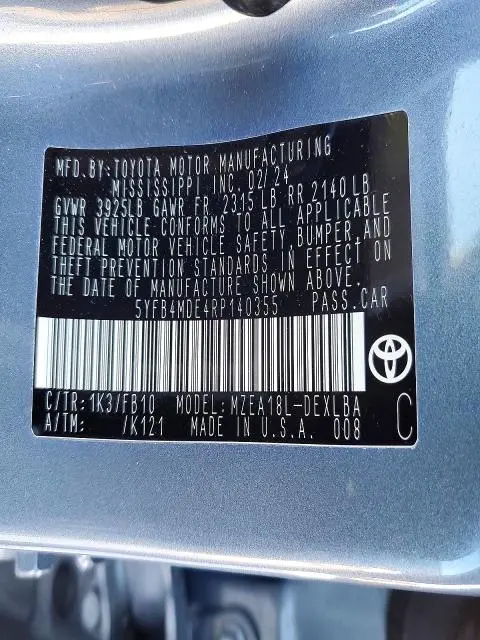 MFD.BY:TOYOTA MOTOR MANUFACTURING
MISSISSIPPI INC. 02/24
GVWR 3925LB GAWR FR 2315 LB RR 2140 LB
THIS VEHICLE CONFORMS TO ALL APPLICABLE
FEDERAL MOTOR VEHICLE SAFETY, BUMPER, AND
THEFT PREVENTION STANDARDS IN EFFECT ON
THE DATE OF MANUFACTURE SHOWN ABOVE.
5YFB4MDE4RP140355 PASS.CAR
C/TR: 1K3/FB10 MODEL: MZEA18L-DEXLBA
A/TM: /K121 MADE IN U.S.A. 008 C